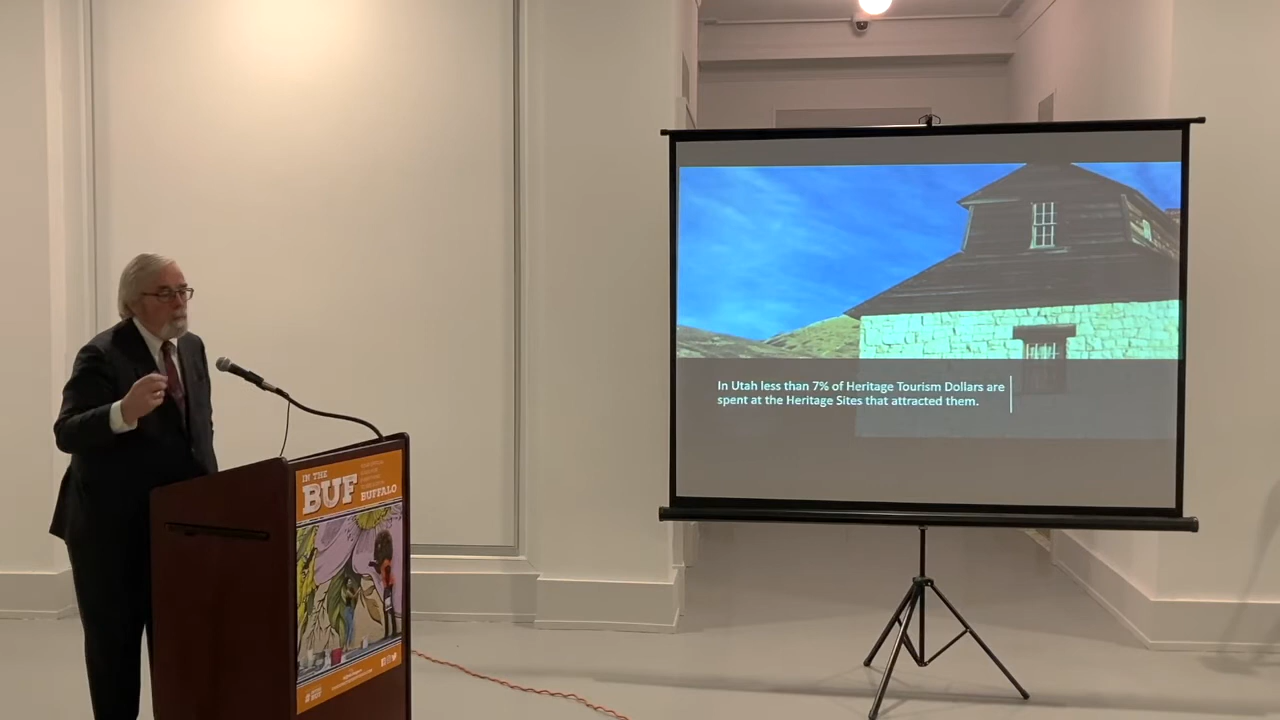 In Utah less than 7% of Heritage Tourism Dollars are
spent at the Heritage Sites that attracted them.
IN THE
BUF
BUFFALO